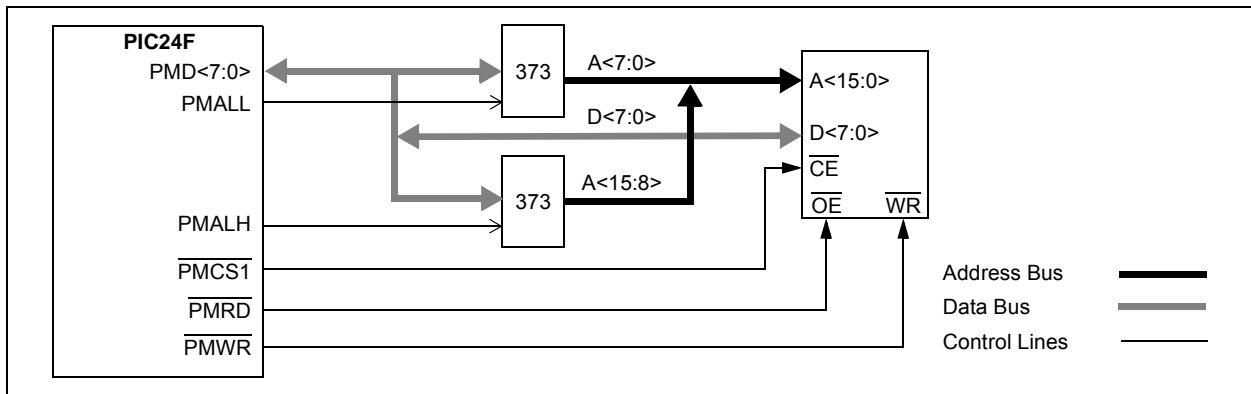 PIC24F
PMD<7:0>
PMALL
PMALH
PMCS1
PMRD
PMWR
373
373
A<7:0>
D<7:0>
A<15:8>
A<15:0>
D<7:0>
CE
OE WR
Address Bus
Data Bus
Control Lines